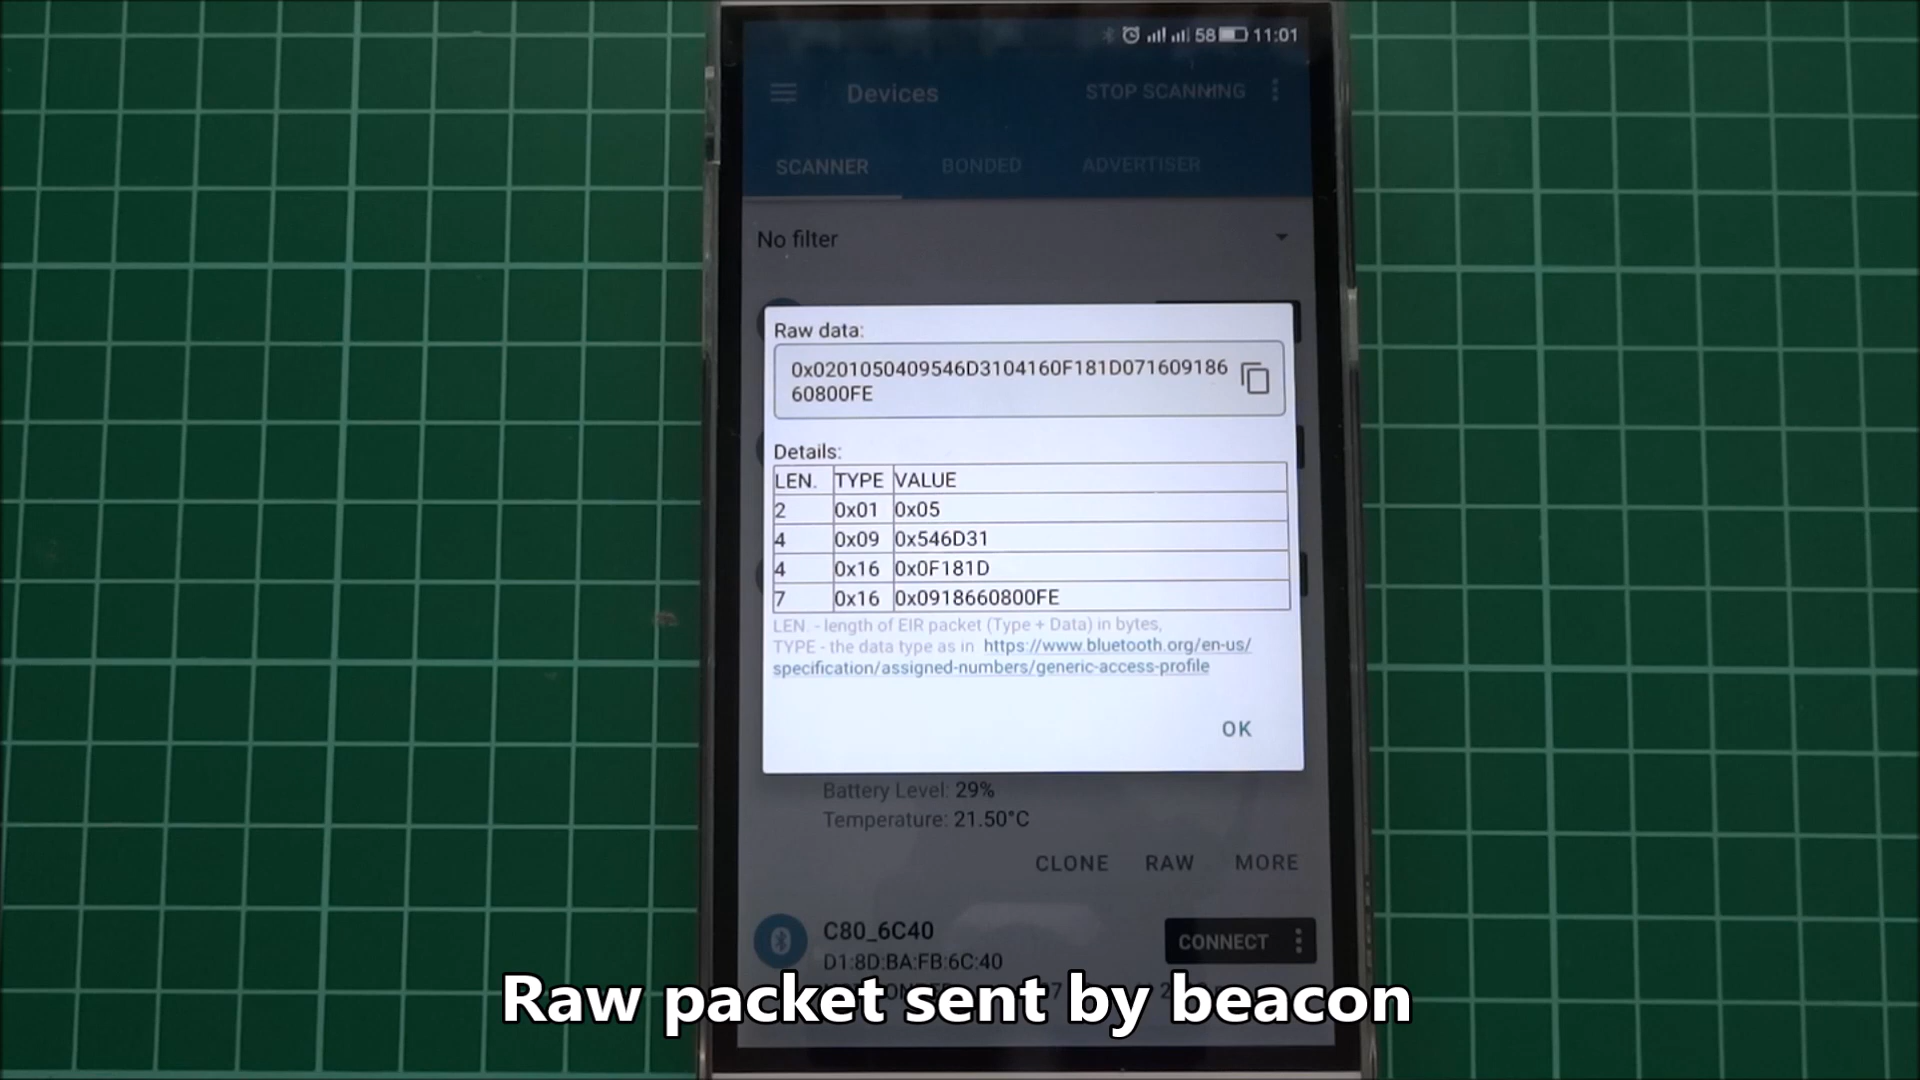 58 11:01
Devices STOP SCANNING
SCANNER BONDED ADVERTISER
No filter
Raw data:
0x0201050409546D3104160F181D071609186
60800FE
Details:
LEN. TYPE VALUE
2 0x01 0x05
4 0x09 0x546D31
4 0x16 0x0F181D
7 0x16 0x0918660800FE
LEN. - length of EIR packet (Type + Data) in bytes,
TYPE - the data type as in https://www.bluetooth.org/en-us/
specification/assigned-numbers/generic-access-profile
OK
Battery Level: 29%
Temperature: 21.50°C
CLONE RAW MORE
C80_6C40
CONNECT
D1:8D:BA:FB:6C:40
Raw packet sent by beacon